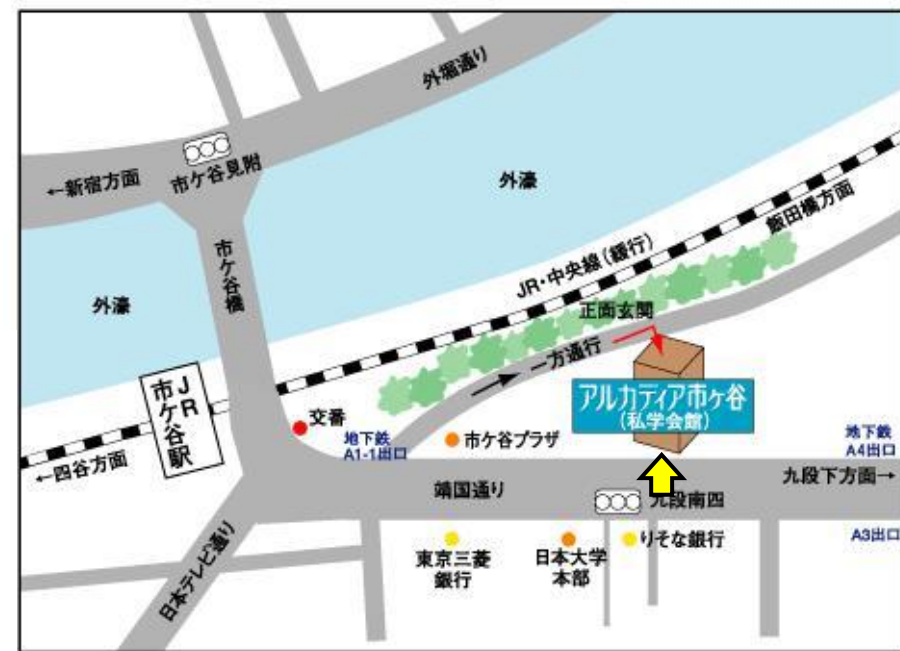 外堀通り
市ケ谷見附
←新宿方面
外濠
飯田橋方面
市ケ谷橋
JR・中央線(緩行)
外濠
正面玄関
一方通行
JR
市ケ谷駅
アルカディア市ヶ谷
(私学会館)
交番
地下鉄
A1-1出口
市ケ谷プラザ
地下鉄
A4出口
←四谷方面
九段下方面→
靖国通り
九段南四
A3出口
りそな銀行
東京三菱
銀行
日本大学
本部
日本テレビ通り